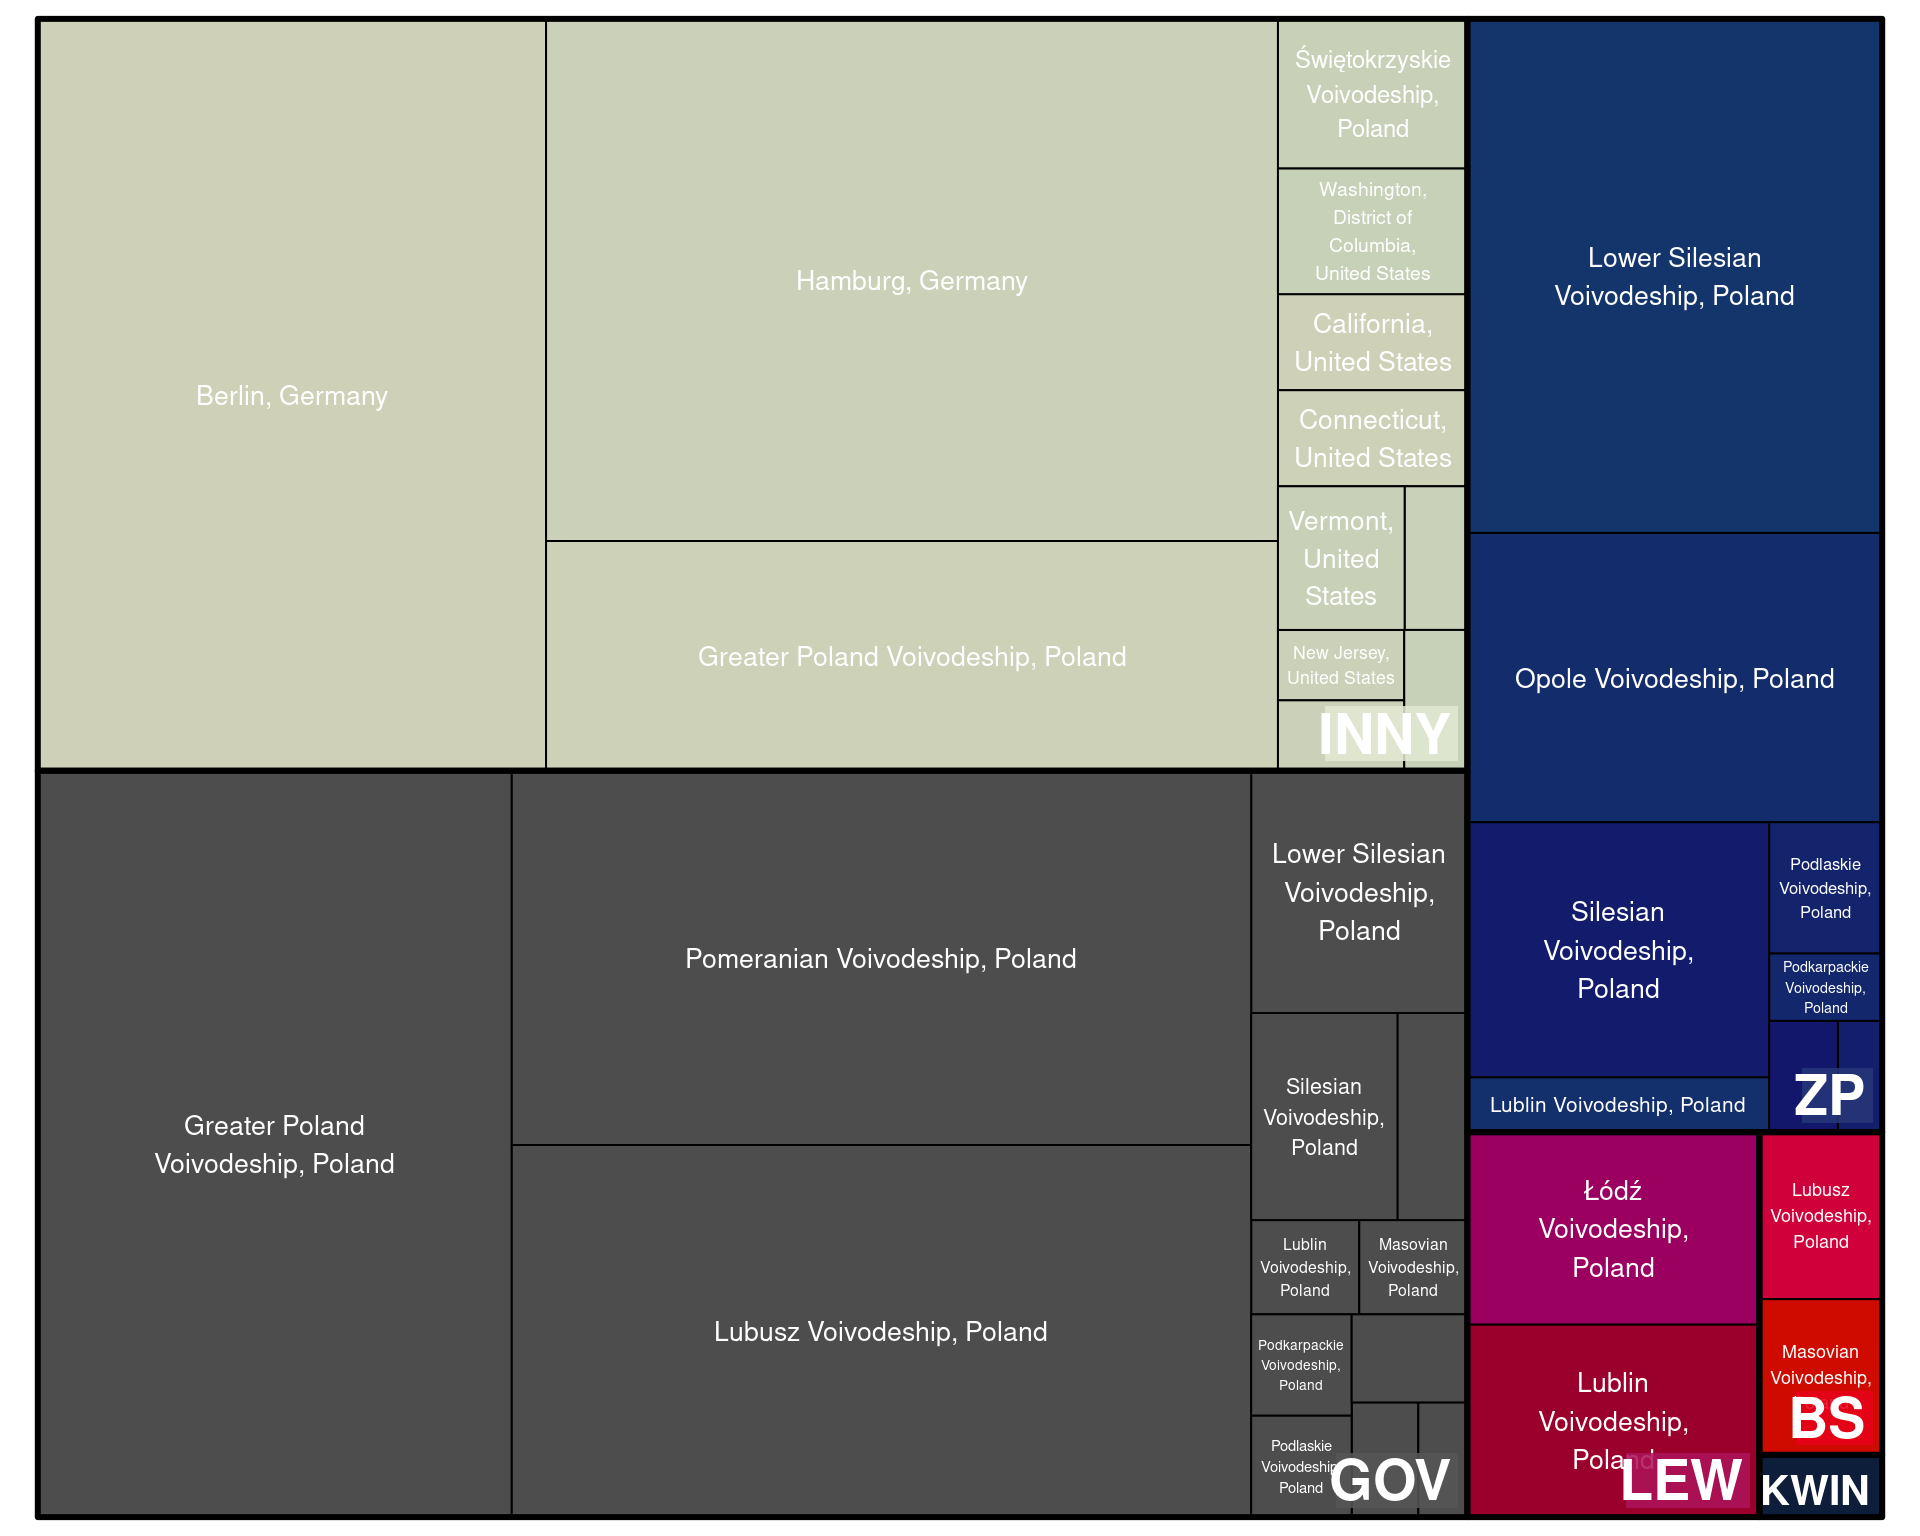 Berlin, Germany
Hamburg, Germany
Greater Poland Voivodeship, Poland
Świętokrzyskie
Voivodeship,
Poland
Washington,
District of
Columbia,
United States
California,
United States
Connecticut,
United States
Vermont,
United
States
New Jersey,
United States
INNY
Greater Poland
Voivodeship, Poland
Pomeranian Voivodeship, Poland
Lubusz Voivodeship, Poland
Lower Silesian
Voivodeship,
Poland
Silesian
Voivodeship,
Poland
Lublin
Voivodeship,
Poland
Masovian
Voivodeship,
Poland
Podkarpackie
Voivodeship,
Poland
Podlaskie
Voivodeship
Poland
GOV
Lower Silesian
Voivodeship, Poland
Opole Voivodeship, Poland
Silesian
Voivodeship,
Poland
Podlaskie
Voivodeship,
Poland
Podkarpackie
Voivodeship,
Poland
Lublin Voivodeship, Poland
ZP
Łódź
Voivodeship,
Poland
Lublin
Voivodeship,
Poland
LEW
Lubusz
Voivodeship,
Poland
Masovian
Voivodeship,
BS
KWIN